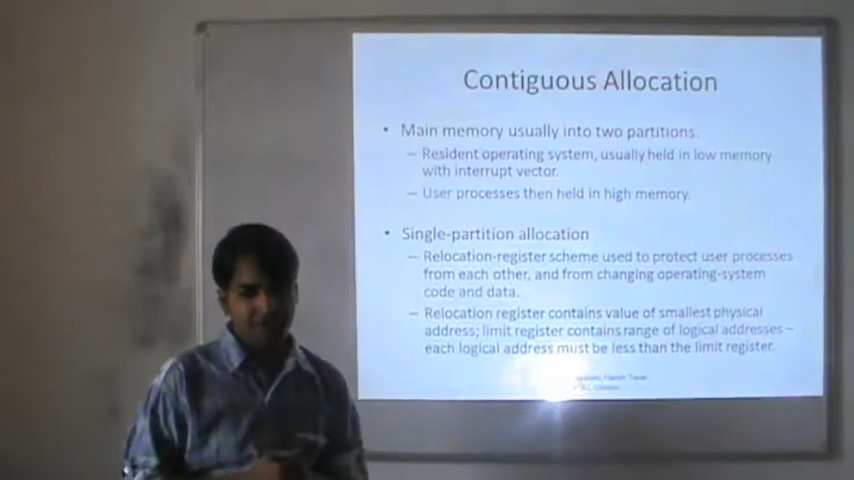 Contiguous Allocation
• Main memory usually into two partitions.
– Resident operating system, usually held in low memory
with interrupt vector.
– User processes then held in high memory.
• Single-partition allocation
– Relocation-register scheme used to protect user processes
from each other, and from changing operating-system
code and data.
– Relocation register contains value of smallest physical
address; limit register contains range of logical addresses –
each logical address must be less than the limit register.